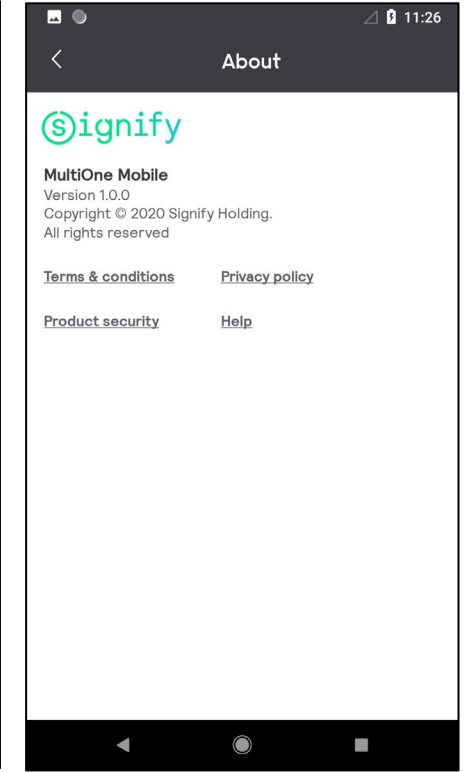 11:26
About
signify
MultiOne Mobile
Version 1.0.0
Copyright © 2020 Signify Holding.
All rights reserved
Terms & conditions Privacy policy
Product security Help